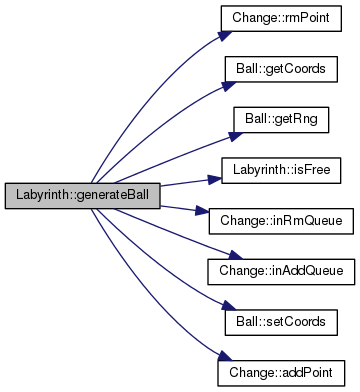 Change::rmPoint
Ball::getCoords
Ball::getRng
Labyrinth::generateBall
Labyrinth::isFree
Change::inRmQueue
Change::inAddQueue
Ball::setCoords
Change::addPoint